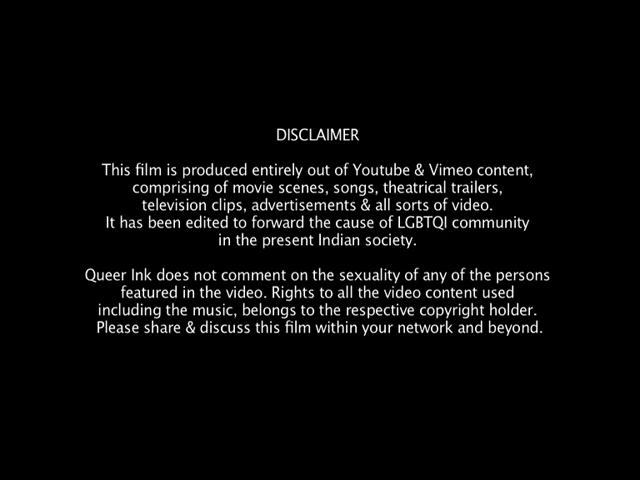 DISCLAIMER
This film is produced entirely out of Youtube & Vimeo content,
comprising of movie scenes, songs, theatrical trailers,
television clips, advertisements & all sorts of video.
It has been edited to forward the cause of LGBTQI community
in the present Indian society.
Queer Ink does not comment on the sexuality of any of the persons
featured in the video. Rights to all the video content used
including the music, belongs to the respective copyright holder.
Please share & discuss this film within your network and beyond.